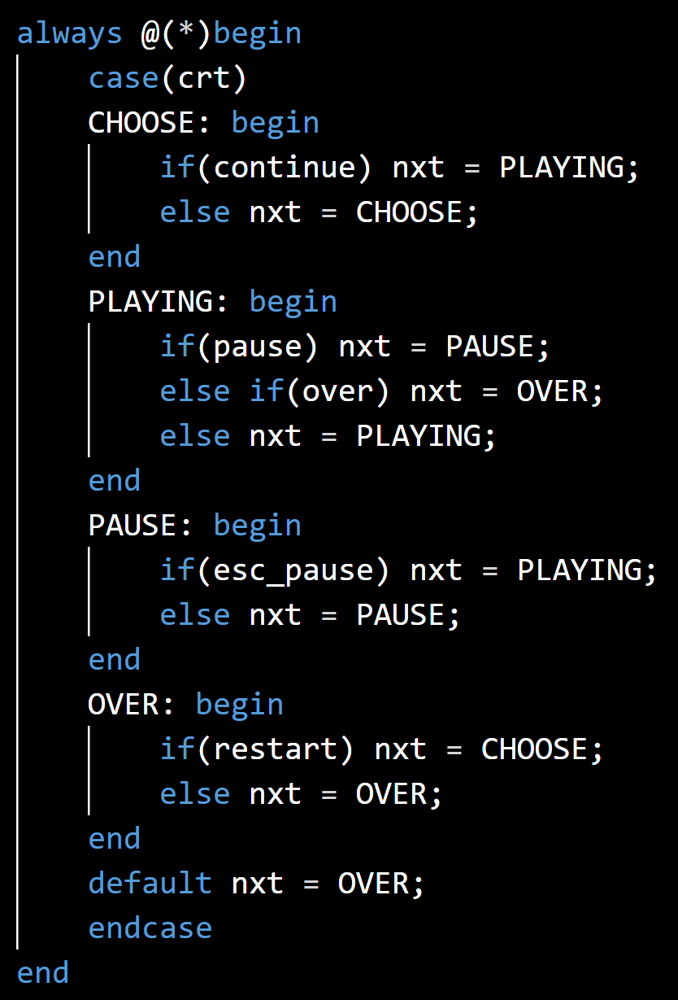 always @(*)begin
case(crt)
CHOOSE: begin
if(continue) nxt = PLAYING;
else nxt = CHOOSE;
end
PLAYING: begin
if(pause) nxt = PAUSE;
else if(over) nxt = OVER;
else nxt = PLAYING;
end
PAUSE: begin
if(esc_pause) nxt = PLAYING;
else nxt = PAUSE;
end
OVER: begin
if(restart) nxt = CHOOSE;
else nxt = OVER;
end
default nxt = OVER;
endcase
end